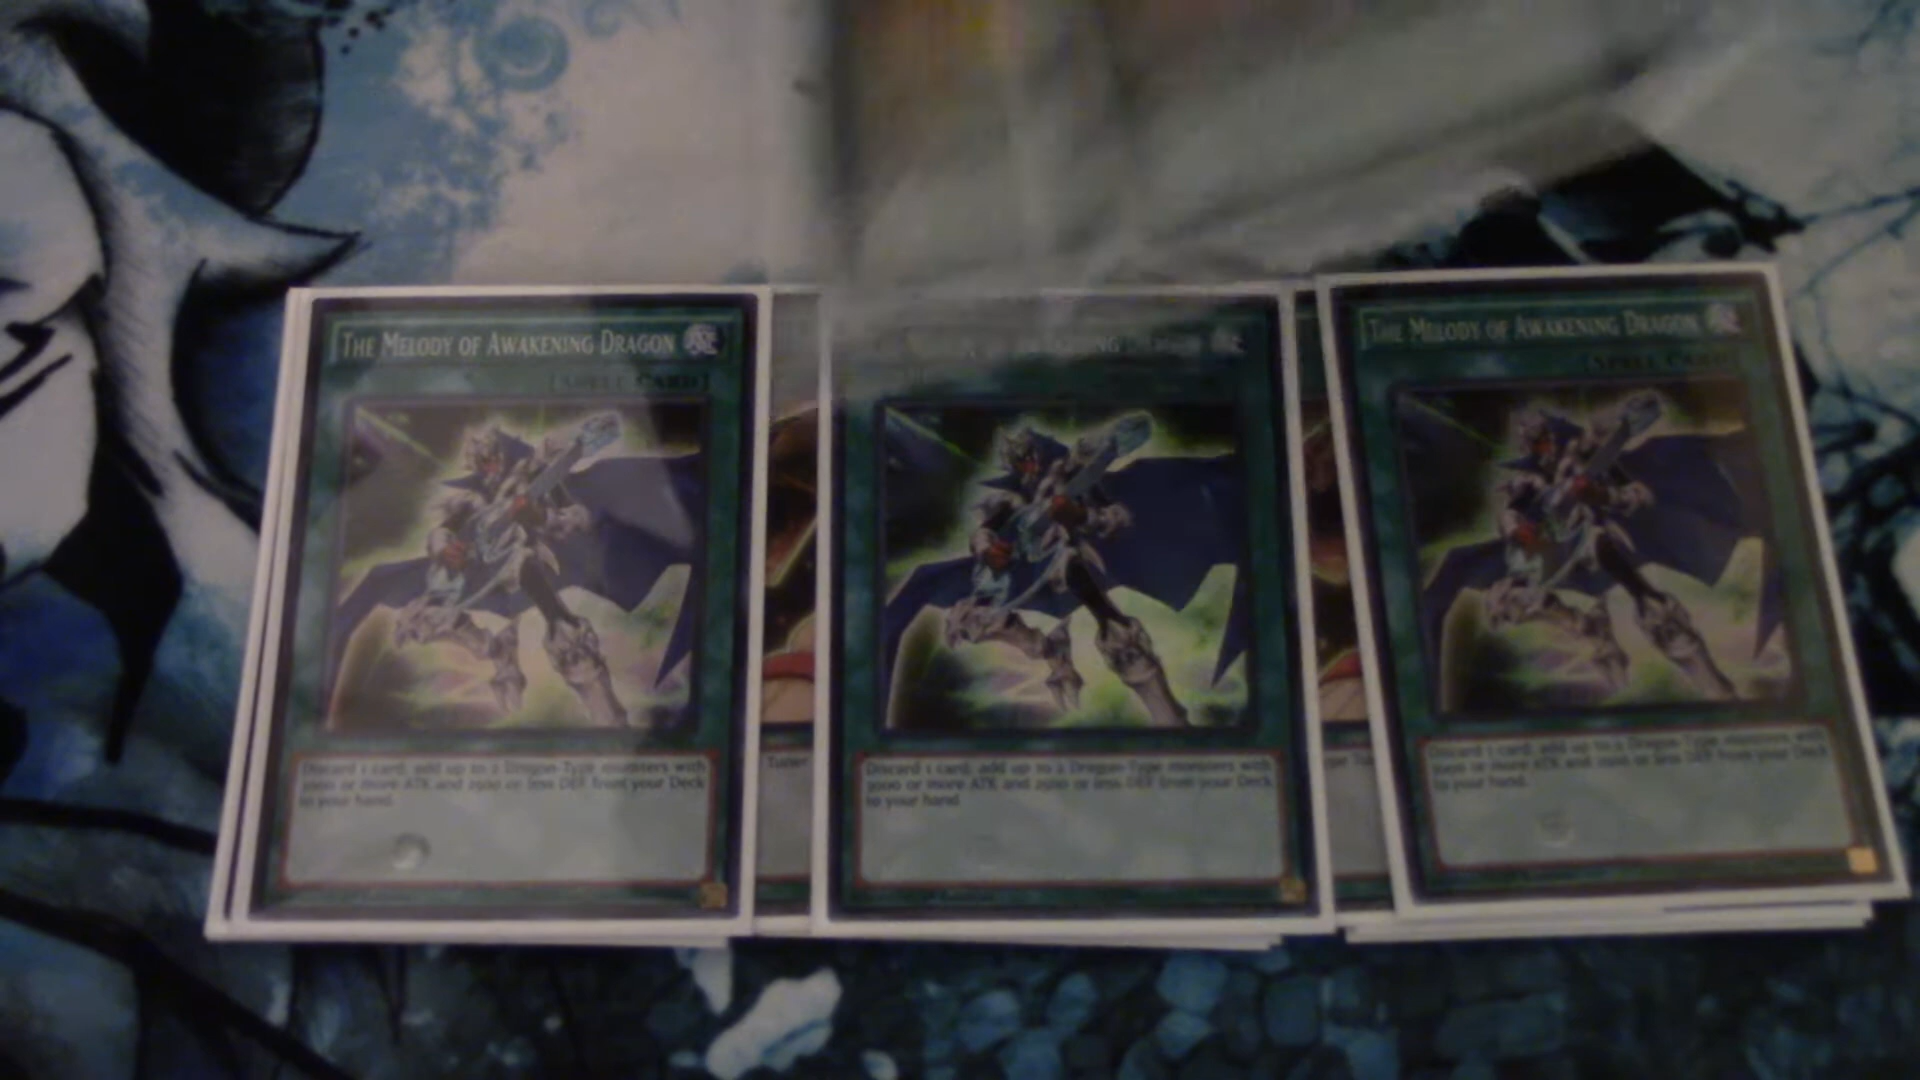 THE MELODY OF AWAKENING DRAGON
[SPELL CARD]
Discard 1 card; add up to 2 Dragon-Type monsters with
3000 or more ATK and 2500 or less DEF from your Deck
to your hand.
Tuner
AWAKENING DRAGON
Discard 1 card; add up to 2 Dragon-Type monsters with
3000 or more ATK and 2500 or less DEF from your Deck
to your hand.
THE MELODY OF AWAKENING DRAGON
[SPELL CARD]
Discard 1 card; add up to 2 Dragon-Type monsters with
3000 or more ATK and 2500 or less DEF from your Deck
to your hand.